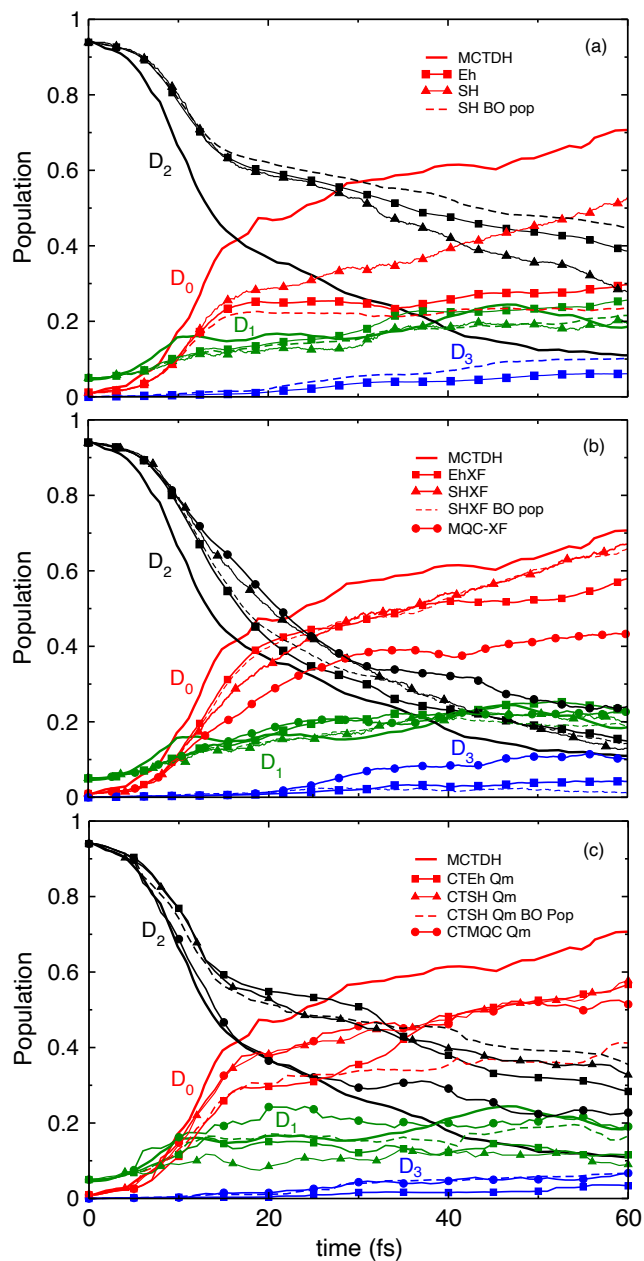 (a)
1
0.8
0.6
0.4
0.2
0
Population
MCTDH
Eh
SH
SH BO pop
D2
D0
D1
D3
(b)
1
0.8
0.6
0.4
0.2
0
Population
MCTDH
EhXF
SHXF
SHXF BO pop
MQC-XF
D2
D0
D1
D3
(c)
1
0.8
0.6
0.4
0.2
0
Population
MCTDH
CTEh Qm
CTSH Qm
CTSH Qm BO Pop
CTMQC Qm
D2
D0
D1
D3
0 20 40 60
time (fs)